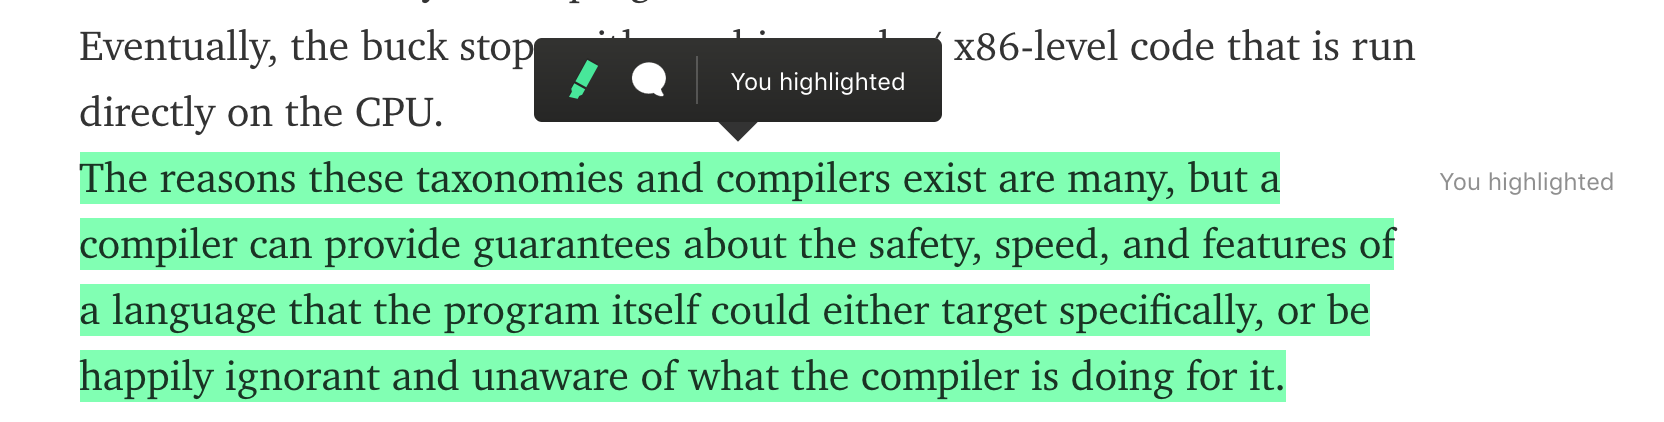 Eventually, the buck stop x86-level code that is run
You highlighted
directly on the CPU.
The reasons these taxonomies and compilers exist are many, but a
You highlighted
compiler can provide guarantees about the safety, speed, and features of
a language that the program itself could either target specifically, or be
happily ignorant and unaware of what the compiler is doing for it.